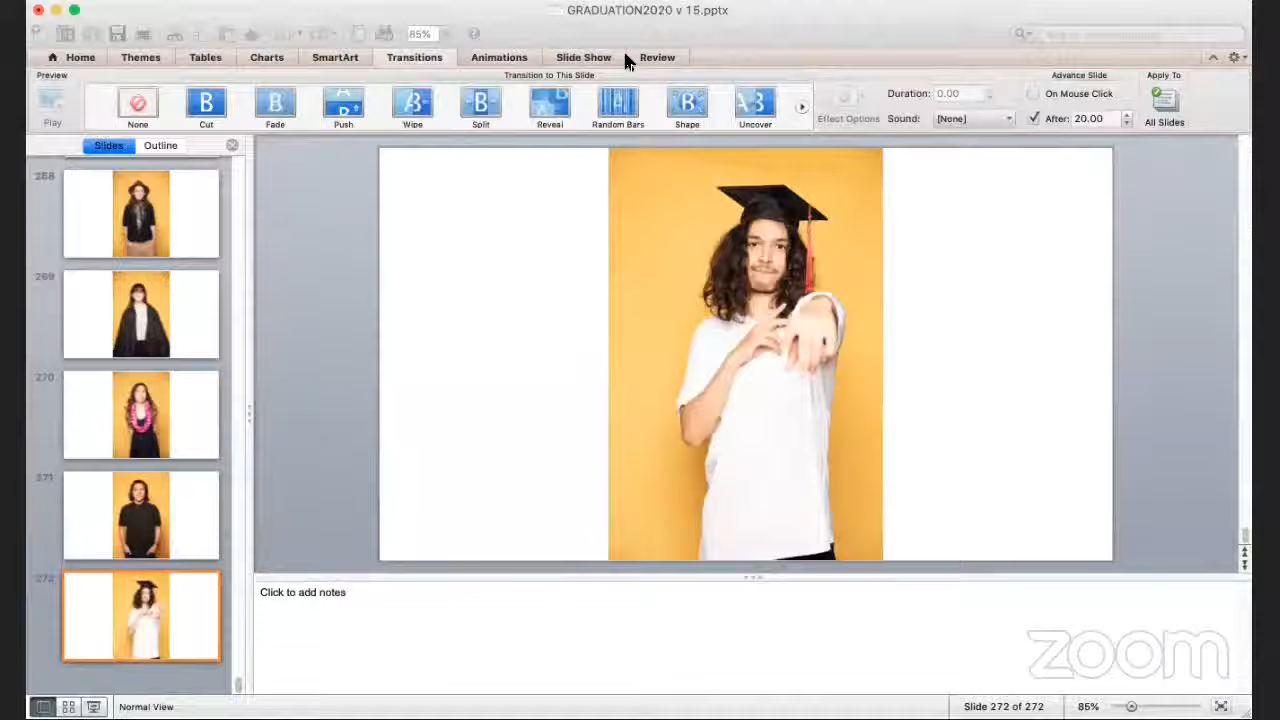 GRADUATION2020 v 15.pptx
85%
Home Themes Tables Charts SmartArt Transitions Animations Slide Show Review
Preview Transition to This Slide Advance Slide Apply To
Play None Cut Fade Push Wipe Split Reveal Random Bars Shape Uncover Effect Options
Duration: 0.00 On Mouse Click
Sound: [None] After: 20.00 All Slides
Slides Outline
268
269
270
271
272
Click to add notes
zoom
Normal View Slide 272 of 272 85%